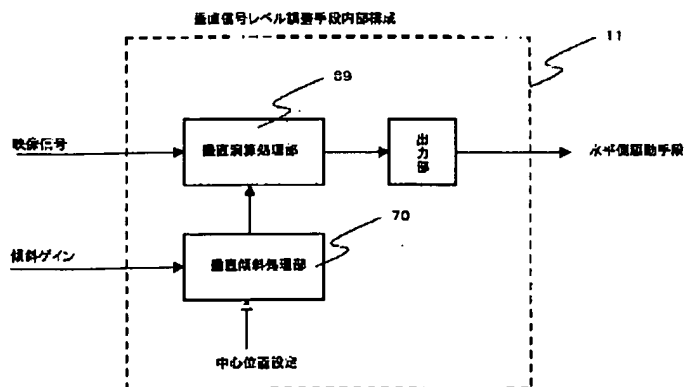 垂直信号レベル調整手段内部構成
11
69
映像信号
垂直演算処理部
出力部
水平側駆動手段
70
傾斜ゲイン
垂直傾斜処理部
中心位置設定